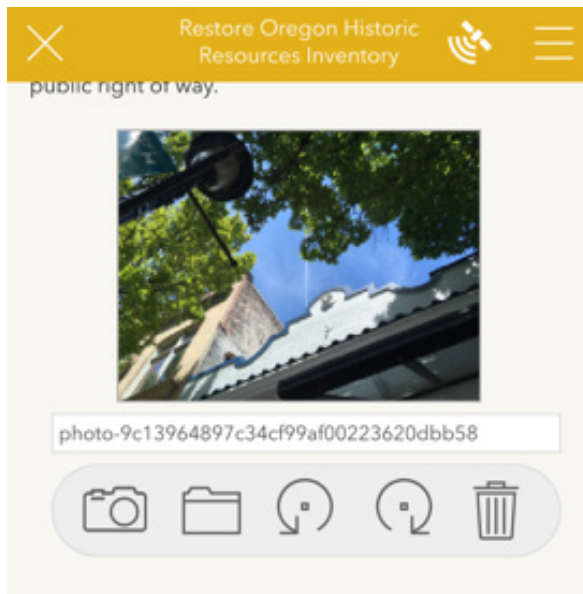 Restore Oregon Historic
Resources Inventory
public right of way.
photo-9c13964897c34cf99af00223620dbb58